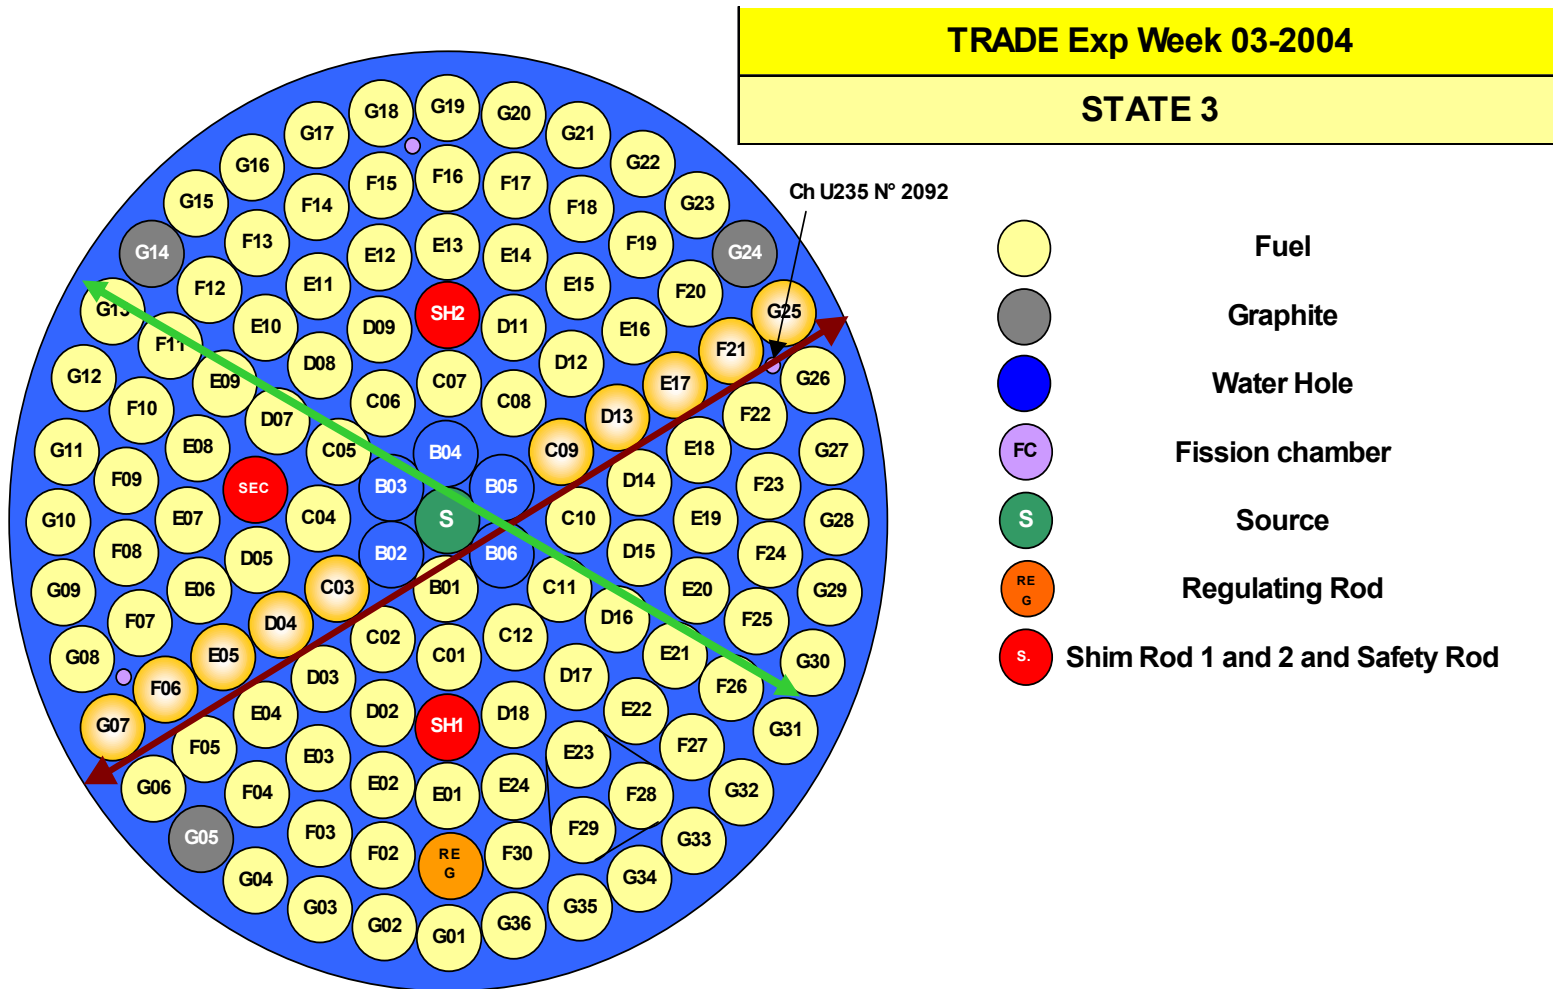 TRADE Exp Week 03-2004
STATE 3
Ch U235 N° 2092
Fuel
Graphite
Water Hole
FC Fission chamber
S Source
RE
G
Regulating Rod
S. Shim Rod 1 and 2 and Safety Rod
G18 G19 G20
G17 G21
G16 G22
F15 F16 F17
G15 F14 F18 G23
F13 E12 E13 E14 F19
G14 G24
F12 E11 E15 F20
G13 E10 D09 SH2 D11 E16 G25
F11 D08 D12 F21
G12 E09 C06 C07 C08 E17 G26
F10 D07 D13 F22
G11 E08 C05 B04 C09 E18 G27
F09 SEC B03 B05 D14 F23
G10 E07 C04 S C10 E19 G28
F08 D05 B02 B06 D15 F24
G09 E06 C03 B01 C11 E20 G29
F07 D04 C02 C12 D16 F25
G08 E05 C01 E21 G30
F06 D03 D17 F26
G07 E04 D02 SH1 D18 E22 G31
F05 E03 E23 F27
G06 F04 E02 E01 E24 F28 G32
G05 F03 F29 G33
F02 RE
G
F30
G04 G34
G03 G02 G01 G36 G35